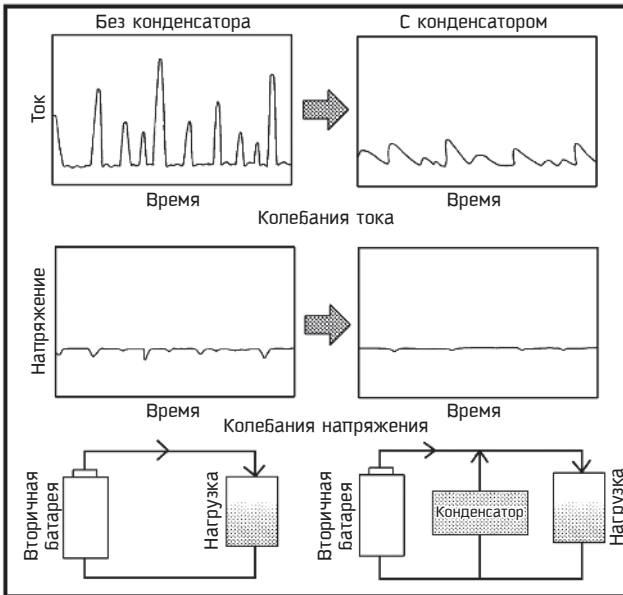 Без конденсатора
С конденсатором
Ток
Время
Время
Колебания тока
Напряжение
Время
Время
Колебания напряжения
Вторичная
батарея
Нагрузка
Вторичная
батарея
Конденсатор
Нагрузка